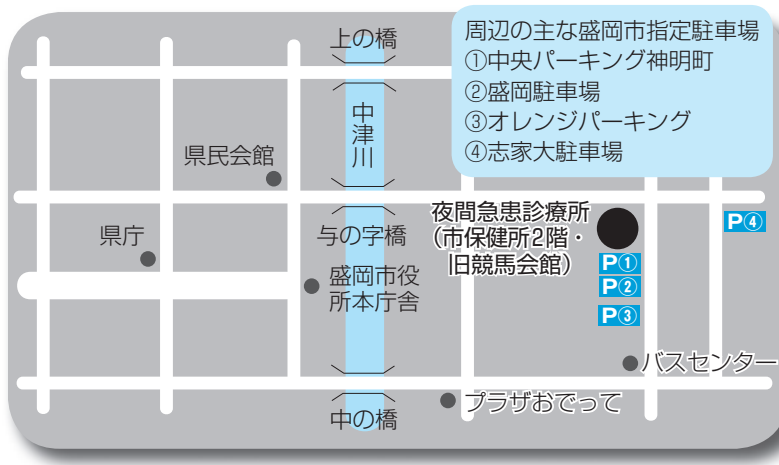 上の橋
周辺の主な盛岡市指定駐車場
①中央パーキング神明町
②盛岡駐車場
③オレンジパーキング
④志家大駐車場
中津川
県民会館
夜間急患診療所
(市保健所2階・
旧競馬会館)
P④
県庁
与の字橋
P①
盛岡市役
所本庁舎
P②
P③
バスセンター
プラザおでって
中の橋